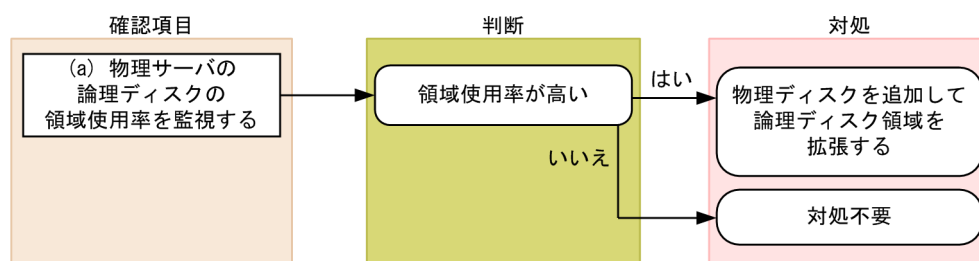 確認項目
判断
対処
(a) 物理サーバの
論理ディスクの
領域使用率を監視する
領域使用率が高い
はい
いいえ
物理ディスクを追加して
論理ディスク領域を
拡張する
対処不要